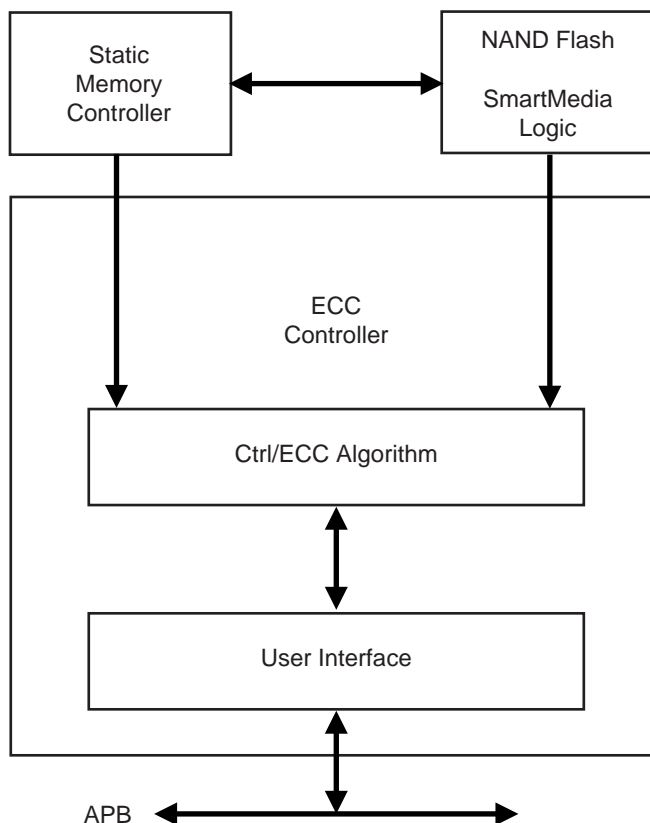 Static
Memory
Controller
NAND Flash
SmartMedia
Logic
ECC
Controller
Ctrl/ECC Algorithm
User Interface
APB